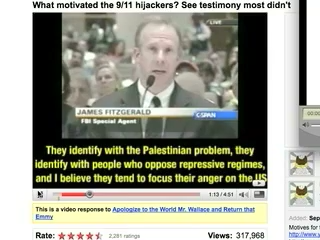 What motivated the 9/11 hijackers? See testimony most didn't
JAMES FITZGERALD
FBI Special Agent
C-SPAN
They identify with the Palestinian problem, they
identify with people who oppose repressive regimes,
and I believe they tend to focus their anger on the US
1:13 / 4:51
00:00
This is a video response to Apologize to the World Mr. Wallace and Return that
Emmy
Rate:
2,281 ratings
Views: 317,968
Added: Sep
Motives for
http://www.